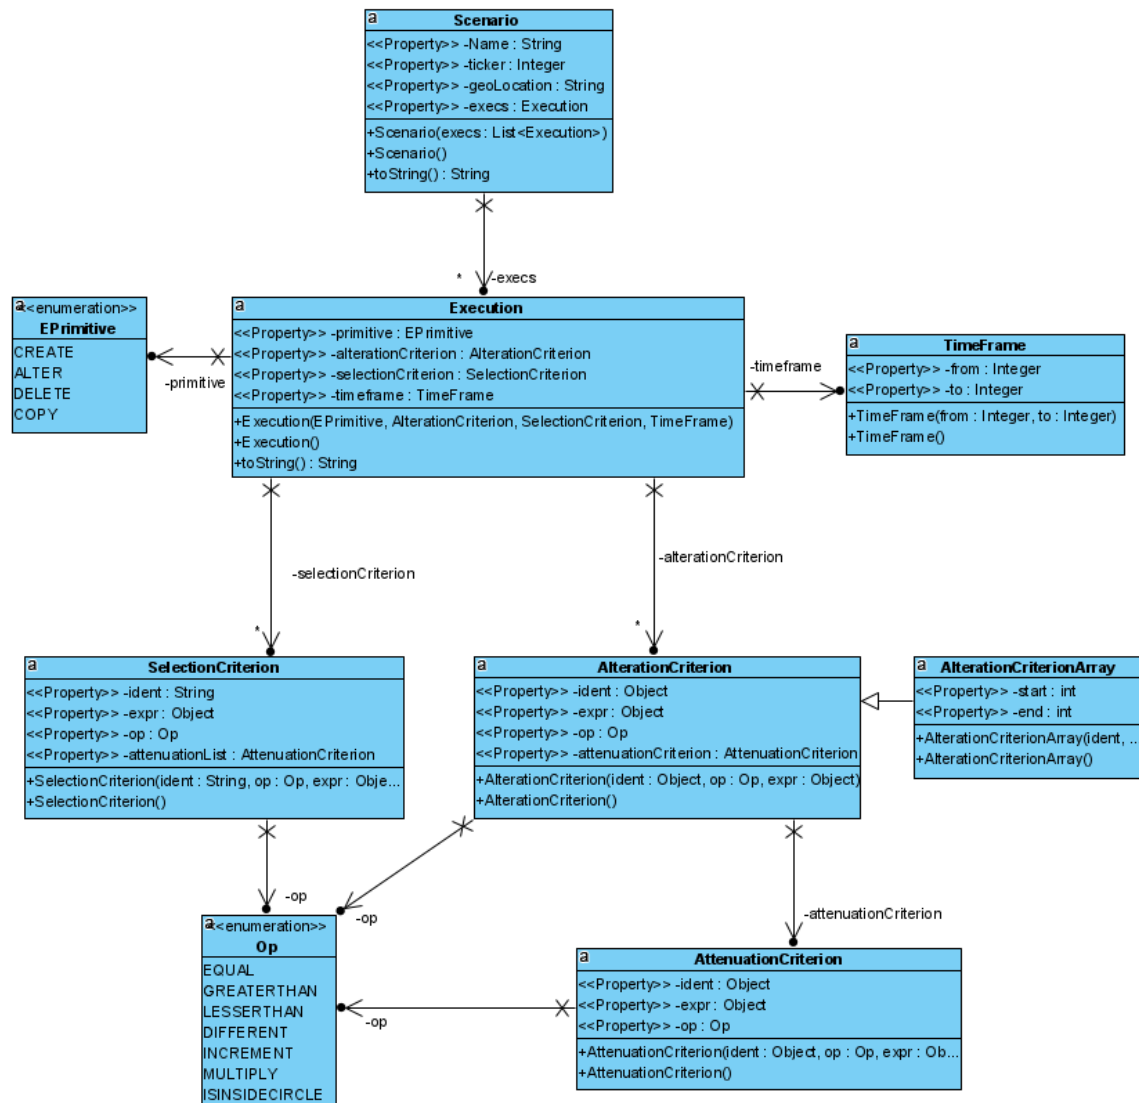 a
Scenario
<<Property>> -Name : String
<<Property>> -ticker : Integer
<<Property>> -geoLocation : String
<<Property>> -execs : Execution
+Scenario(execs : List<Execution>)
+Scenario()
+toString() : String
*
-execs
a
<<enumeration>>
EPrimitive
CREATE
ALTER
DELETE
COPY
-primitive
a
Execution
<<Property>> -primitive : EPrimitive
<<Property>> -alterationCriterion : AlterationCriterion
<<Property>> -selectionCriterion : SelectionCriterion
<<Property>> -timeframe : TimeFrame
+Execution(EPrimitive, AlterationCriterion, SelectionCriterion, TimeFrame)
+Execution()
+toString() : String
-timeframe
a
TimeFrame
<<Property>> -from : Integer
<<Property>> -to : Integer
+TimeFrame(from : Integer, to : Integer)
+TimeFrame()
-selectionCriterion
*
-alterationCriterion
*
a
SelectionCriterion
<<Property>> -ident : String
<<Property>> -expr : Object
<<Property>> -op : Op
<<Property>> -attenuationList : AttenuationCriterion
+SelectionCriterion(ident : String, op : Op, expr : Obje...
+SelectionCriterion()
a
AlterationCriterion
<<Property>> -ident : Object
<<Property>> -expr : Object
<<Property>> -op : Op
<<Property>> -attenuationCriterion : AttenuationCriterion
+AlterationCriterion(ident : Object, op : Op, expr : Object)
+AlterationCriterion()
a
AlterationCriterionArray
<<Property>> -start : int
<<Property>> -end : int
+AlterationCriterionArray(ident, ...
+AlterationCriterionArray()
-op
-op
-attenuationCriterion
a
<<enumeration>>
Op
EQUAL
GREATERTHAN
LESSERTHAN
DIFFERENT
INCREMENT
MULTIPLY
ISINSIDECIRCLE
-op
a
AttenuationCriterion
<<Property>> -ident : Object
<<Property>> -expr : Object
<<Property>> -op : Op
+AttenuationCriterion(ident : Object, op : Op, expr : Ob...
+AttenuationCriterion()